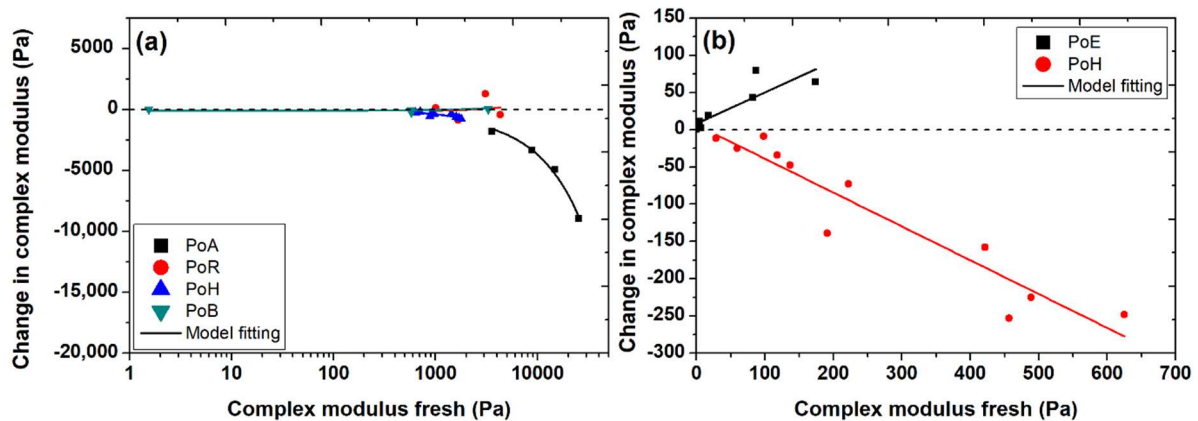 (a)
Change in complex modulus (Pa)
5000
0
-5000
-10,000
-15,000
-20,000
PoA
PoR
PoH
PoB
Model fitting
1 10 100 1000 10000
Complex modulus fresh (Pa)
(b)
Change in complex modulus (Pa)
150
100
50
0
-50
-100
-150
-200
-250
-300
PoE
PoH
Model fitting
0 100 200 300 400 500 600 700
Complex modulus fresh (Pa)